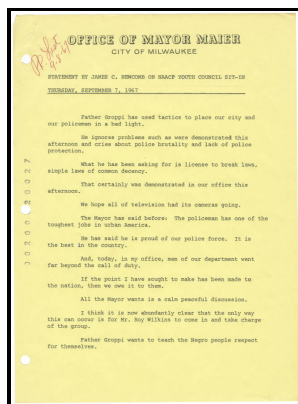 OFFICE OF MAYOR MAIER
CITY OF MILWAUKEE
STATEMENT BY JAMES C. NEWCOMB ON NAACP YOUTH COUNCIL SIT-IN
THURSDAY, SEPTEMBER 7, 1967
Father Groppi has used tactics to place our city and
our policeman in a bad light.
He ignores problems such as were demonstrated this
afternoon and cries about police brutality and lack of police
protection.
What he has been asking for is license to break laws,
simple laws of common decency.
That certainly was demonstrated in our office this
afternoon.
We hope all of television had its cameras going.
The Mayor has said before: The policeman has one of the
toughest jobs in urban America.
He has said he is proud of our police force. It is
the best in the country.
And, today, in my office, men of our department went
far beyond the call of duty.
If the point I have sought to make has been made to
the nation, then we owe it to them.
All the Mayor wants is a calm peaceful discussion.
I think it is now abundantly clear that the only way
this can occur is for Mr. Roy Wilkins to come in and take charge
of the group.
Father Groppi wants to teach the Negro people respect
for themselves.